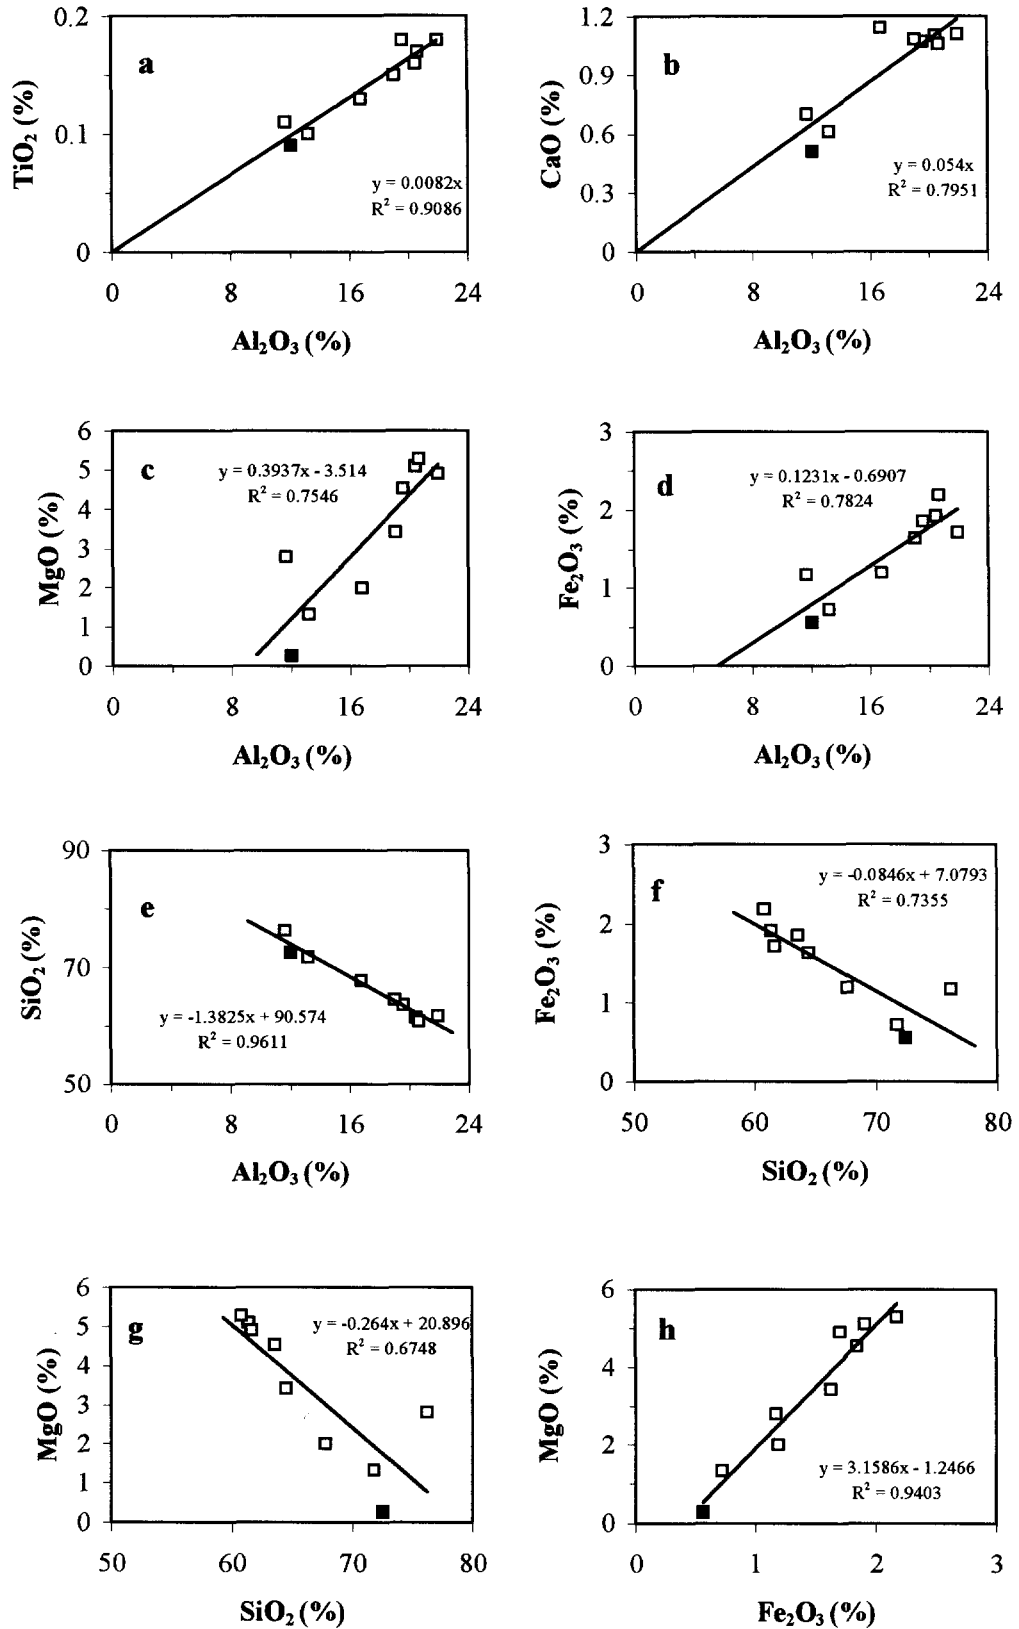 0.2
a
TiO₂ (%)
0.1
y = 0.0082x
R² = 0.9086
0
0 8 16 24
Al₂O₃ (%)
1.2
b
0.9
CaO (%)
0.6
y = 0.054x
R² = 0.7951
0.3
0
0 8 16 24
Al₂O₃ (%)
6
c
5
y = 0.3937x - 3.514
R² = 0.7546
4
MgO (%)
3
2
1
0
0 8 16 24
Al₂O₃ (%)
3
d
y = 0.1231x - 0.6907
R² = 0.7824
2
Fe₂O₃ (%)
1
0
0 8 16 24
Al₂O₃ (%)
90
e
SiO₂ (%)
70
y = -1.3825x + 90.574
R² = 0.9611
50
0 8 16 24
Al₂O₃ (%)
3
f
y = -0.0846x + 7.0793
R² = 0.7355
2
Fe₂O₃ (%)
1
0
50 60 70 80
SiO₂ (%)
6
g
5
y = -0.264x + 20.896
R² = 0.6748
4
MgO (%)
3
2
1
0
50 60 70 80
SiO₂ (%)
6
h
4
MgO (%)
2
y = 3.1586x - 1.2466
R² = 0.9403
0
0 1 2 3
Fe₂O₃ (%)